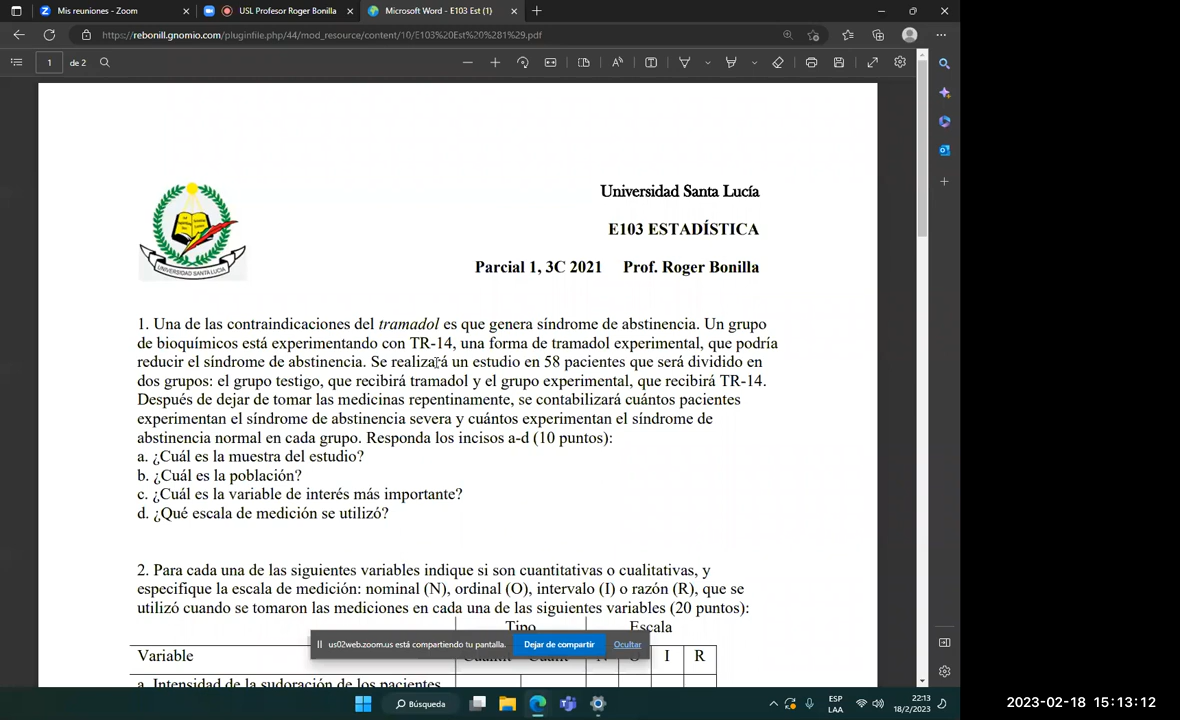 Mis reuniones - Zoom
USL Profesor Roger Bonilla
Microsoft Word - E103 Est (1)
https://rebonill.gnomio.com/pluginfile.php/44/mod_resource/content/10/E103%20Est%20%281%29.pdf
1 de 2
UNIVERSIDAD SANTA LUCIA
Universidad Santa Lucía
E103 ESTADÍSTICA
Parcial 1, 3C 2021 Prof. Roger Bonilla
1. Una de las contraindicaciones del tramadol es que genera síndrome de abstinencia. Un grupo
de bioquímicos está experimentando con TR-14, una forma de tramadol experimental, que podría
reducir el síndrome de abstinencia. Se realizará un estudio en 58 pacientes que será dividido en
dos grupos: el grupo testigo, que recibirá tramadol y el grupo experimental, que recibirá TR-14.
Después de dejar de tomar las medicinas repentinamente, se contabilizará cuántos pacientes
experimentan el síndrome de abstinencia severa y cuántos experimentan el síndrome de
abstinencia normal en cada grupo. Responda los incisos a-d (10 puntos):
a. ¿Cuál es la muestra del estudio?
b. ¿Cuál es la población?
c. ¿Cuál es la variable de interés más importante?
d. ¿Qué escala de medición se utilizó?
2. Para cada una de las siguientes variables indique si son cuantitativas o cualitativas, y
especifique la escala de medición: nominal (N), ordinal (O), intervalo (I) o razón (R), que se
utilizó cuando se tomaron las mediciones en cada una de las siguientes variables (20 puntos):
Tipo Escala
us02web.zoom.us está compartiendo tu pantalla. Dejar de compartir Ocultar
Variable I R
a. Intensidad de la sudoración de los pacientes
Búsqueda
ESP
LAA
22:13
18/2/2023
2023-02-18 15:13:12